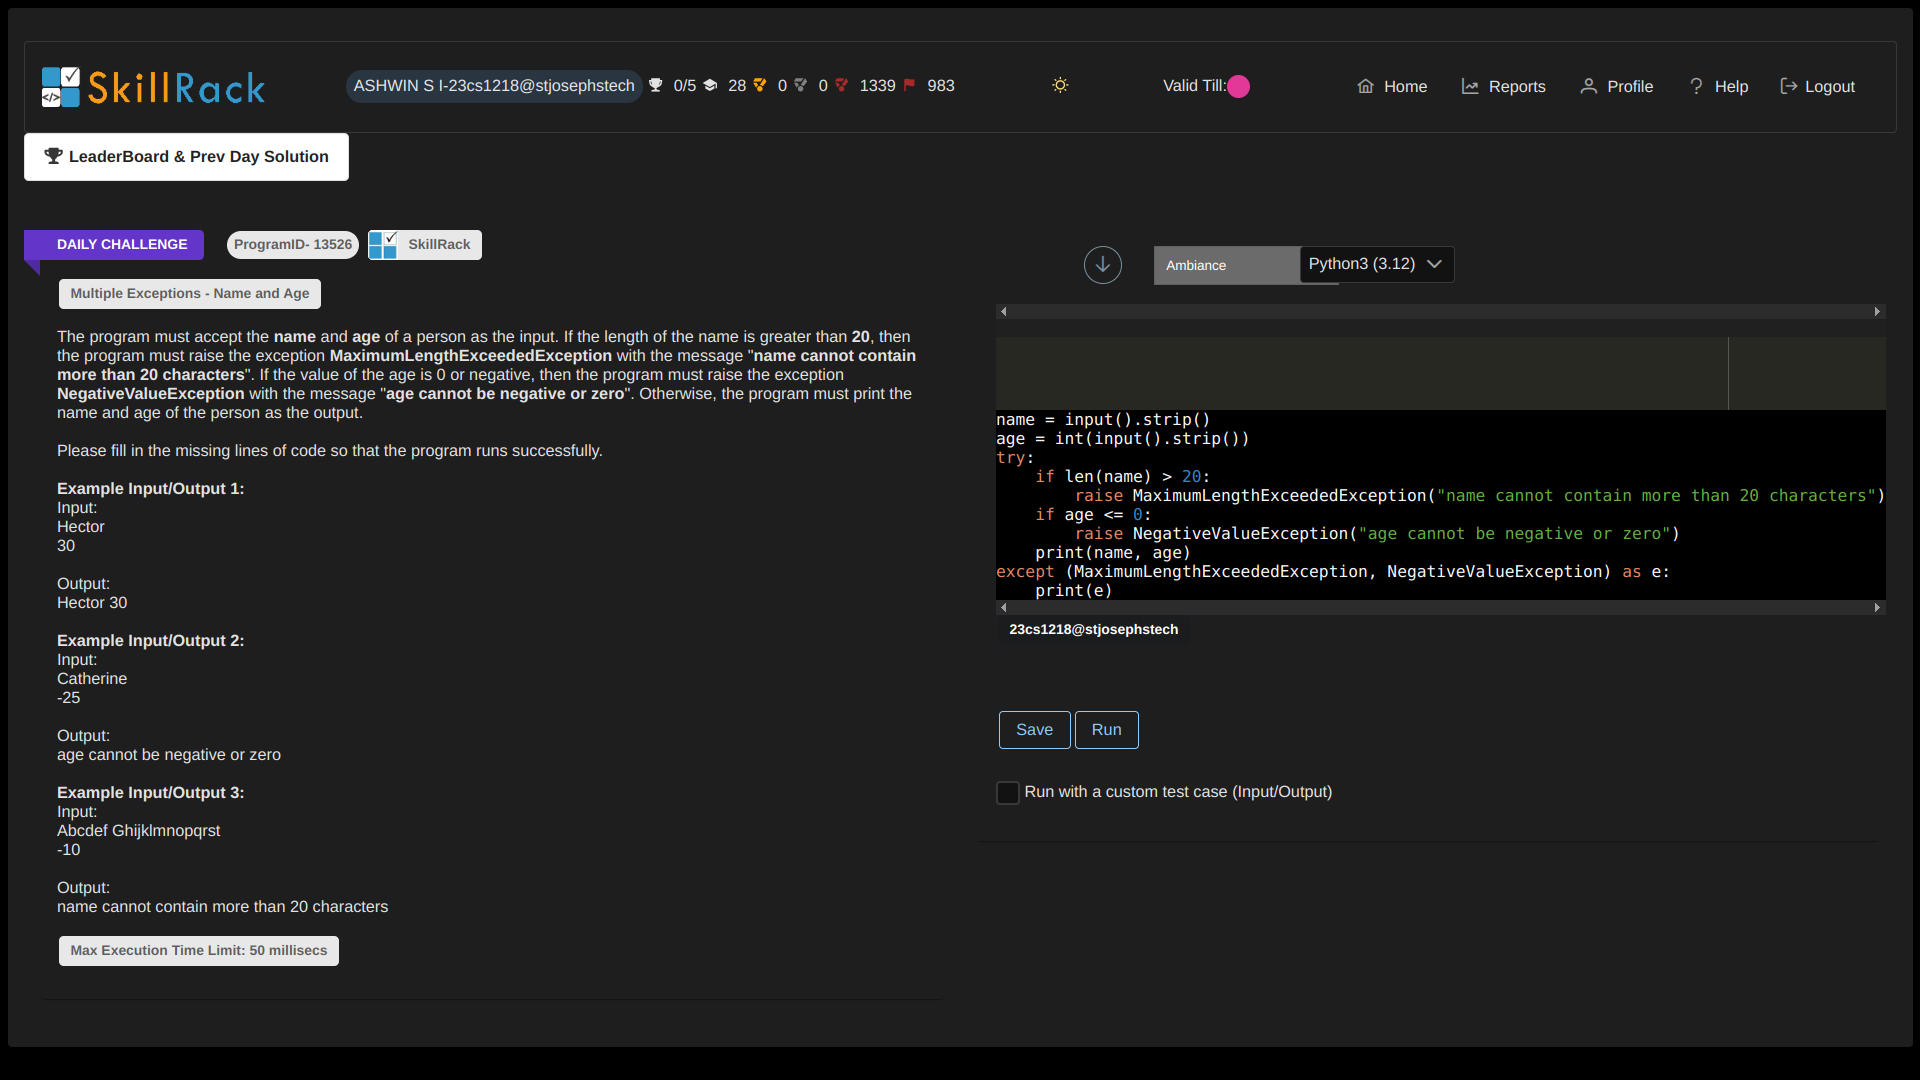 SkillRack
ASHWIN S I-23cs1218@stjosephstech 0/5 28 0 0 1339 983
Valid Till:
Home
Reports
Profile
Help
Logout
LeaderBoard & Prev Day Solution
DAILY CHALLENGE
ProgramID- 13526
SkillRack
Multiple Exceptions - Name and Age
The program must accept the name and age of a person as the input. If the length of the name is greater than 20, then
the program must raise the exception MaximumLengthExceededException with the message "name cannot contain
more than 20 characters". If the value of the age is 0 or negative, then the program must raise the exception
NegativeValueException with the message "age cannot be negative or zero". Otherwise, the program must print the
name and age of the person as the output.
Please fill in the missing lines of code so that the program runs successfully.
Example Input/Output 1:
Input:
Hector
30
Output:
Hector 30
Example Input/Output 2:
Input:
Catherine
-25
Output:
age cannot be negative or zero
Example Input/Output 3:
Input:
Abcdef Ghijklmnopqrst
-10
Output:
name cannot contain more than 20 characters
Max Execution Time Limit: 50 millisecs
Ambiance
Python3 (3.12)
name = input().strip()
age = int(input().strip())
try:
    if len(name) > 20:
        raise MaximumLengthExceededException("name cannot contain more than 20 characters")
    if age <= 0:
        raise NegativeValueException("age cannot be negative or zero")
    print(name, age)
except (MaximumLengthExceededException, NegativeValueException) as e:
    print(e)
23cs1218@stjosephstech
Save
Run
Run with a custom test case (Input/Output)